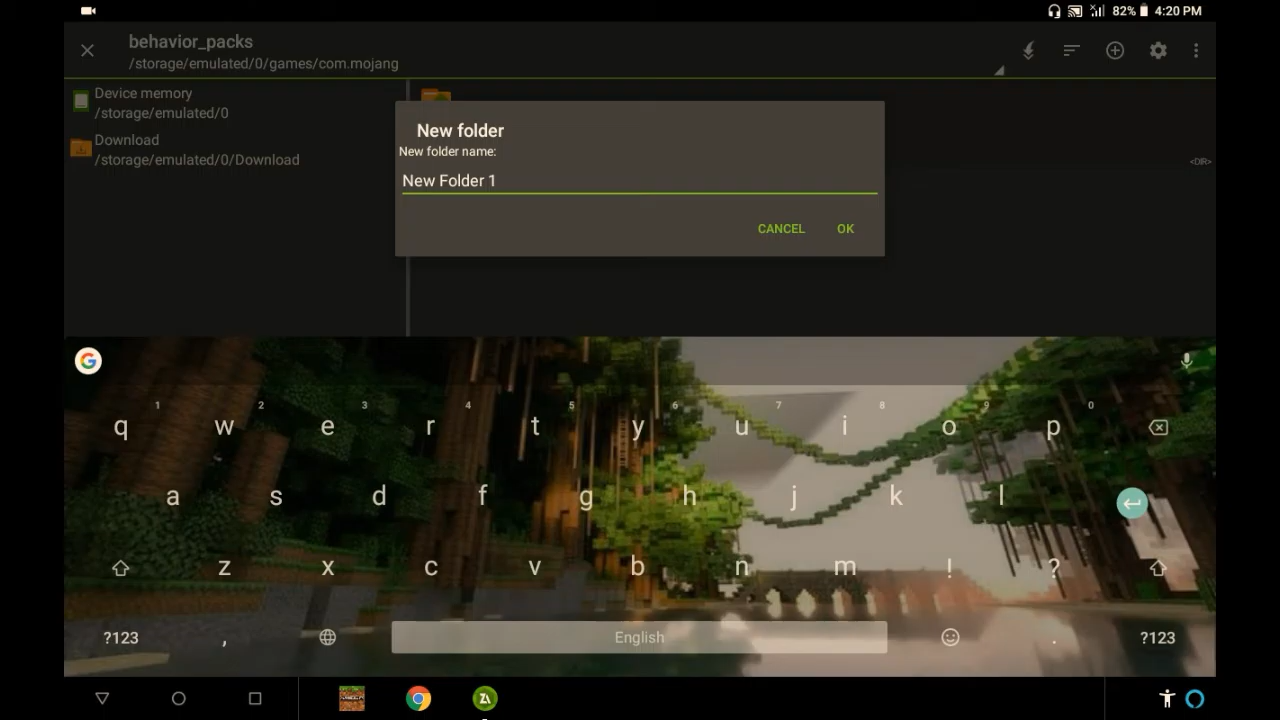 82% 4:20 PM
behavior_packs
/storage/emulated/0/games/com.mojang
Device memory
/storage/emulated/0
Download
/storage/emulated/0/Download
<DIR>
New folder
New folder name:
New Folder 1
CANCEL OK
G
1 2 3 4 5 6 7 8 9 0
q w e r t y u i o p
a s d f g h j k l
z x c v b n m ! ?
?123 , English . ?123